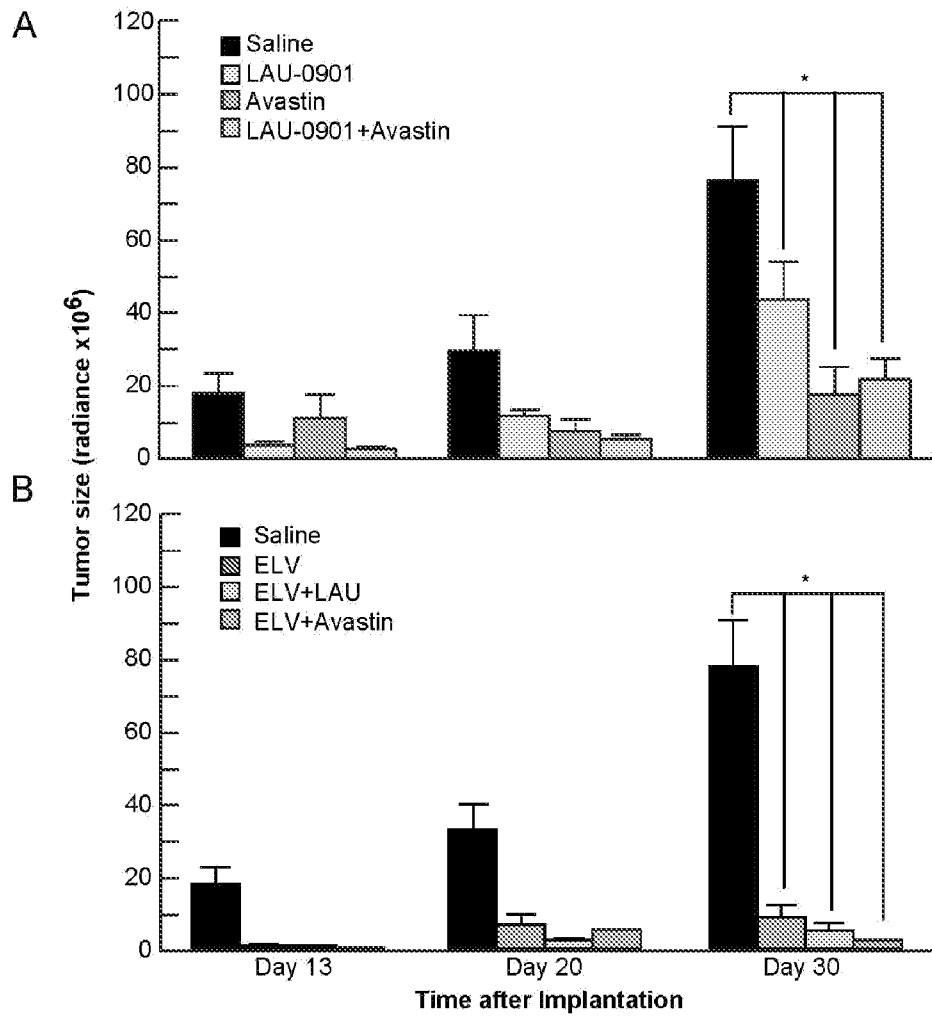 A
120
100
80
60
40
20
0
Saline
LAU-0901
Avastin
LAU-0901+Avastin
*
Tumor size (radiance x10⁶)
B
120
100
80
60
40
20
0
Saline
ELV
ELV+LAU
ELV+Avastin
*
Day 13
Day 20
Day 30
Time after Implantation